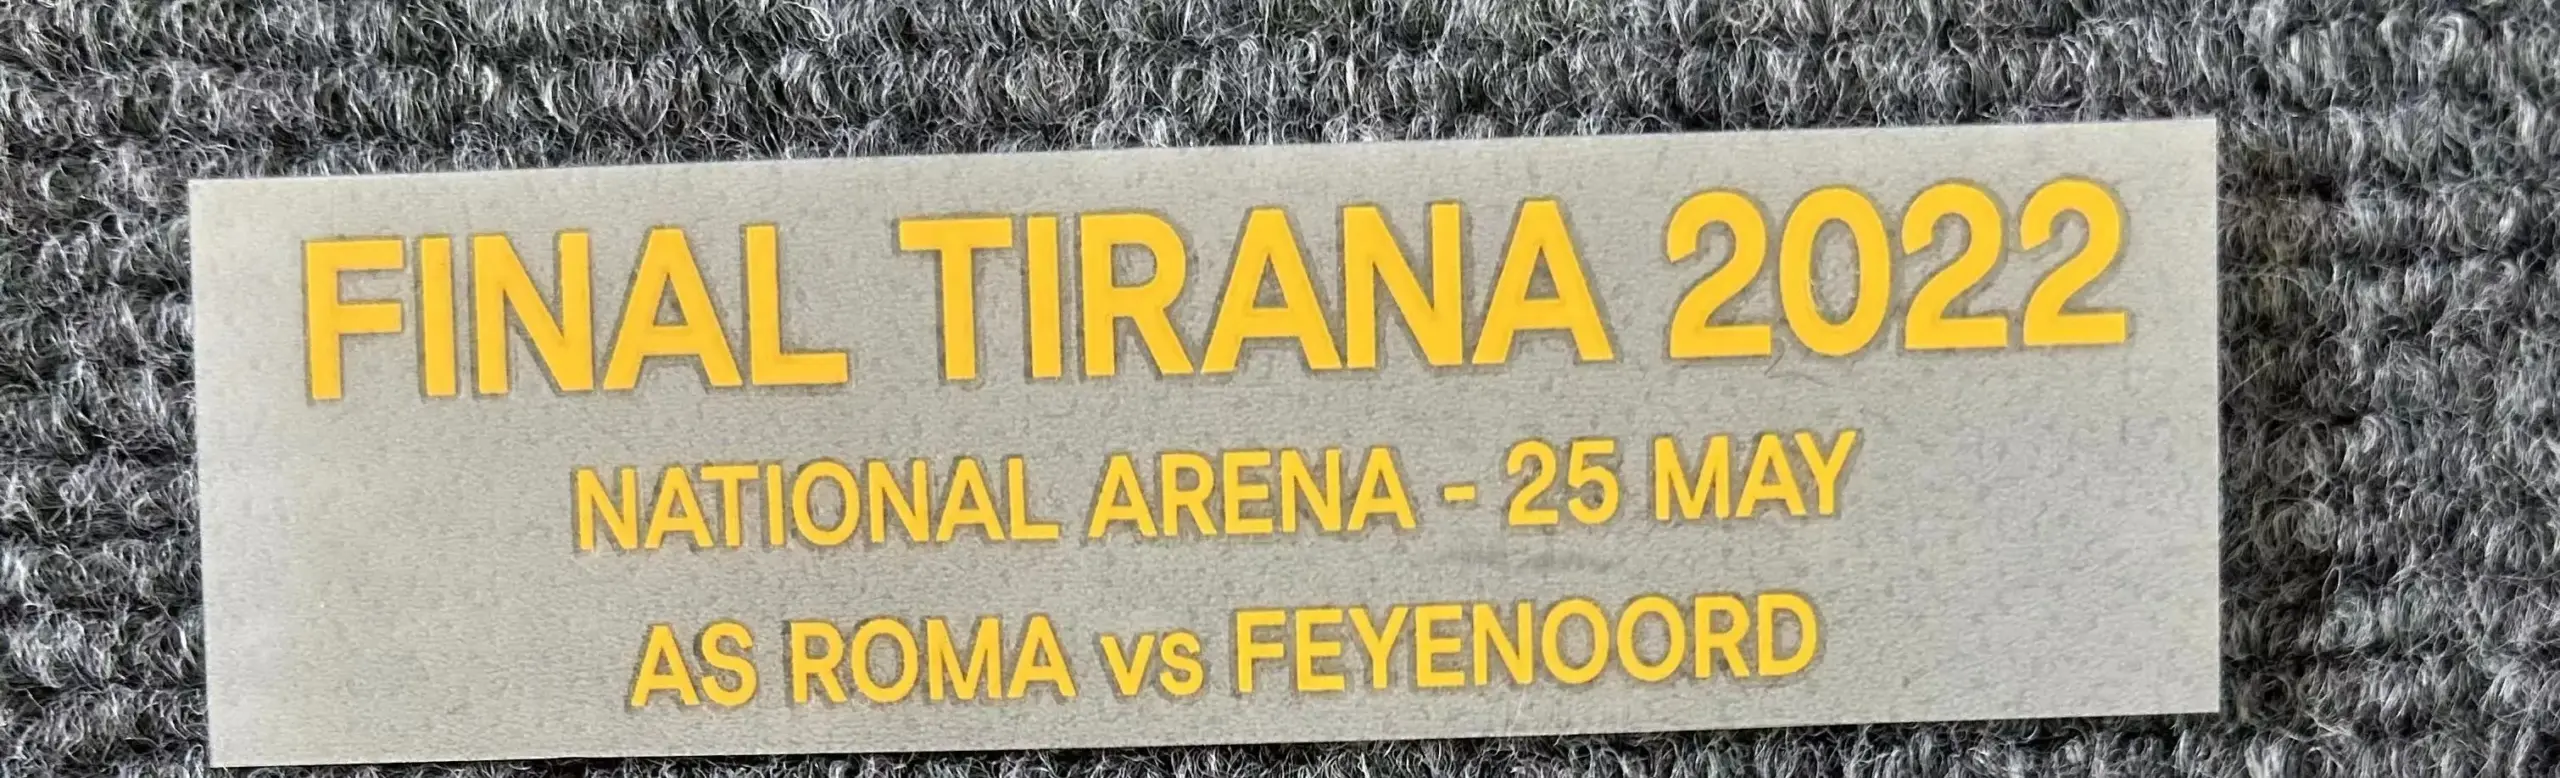 FINAL TIRANA 2022
NATIONAL ARENA - 25 MAY
AS ROMA vs FEYENOORD